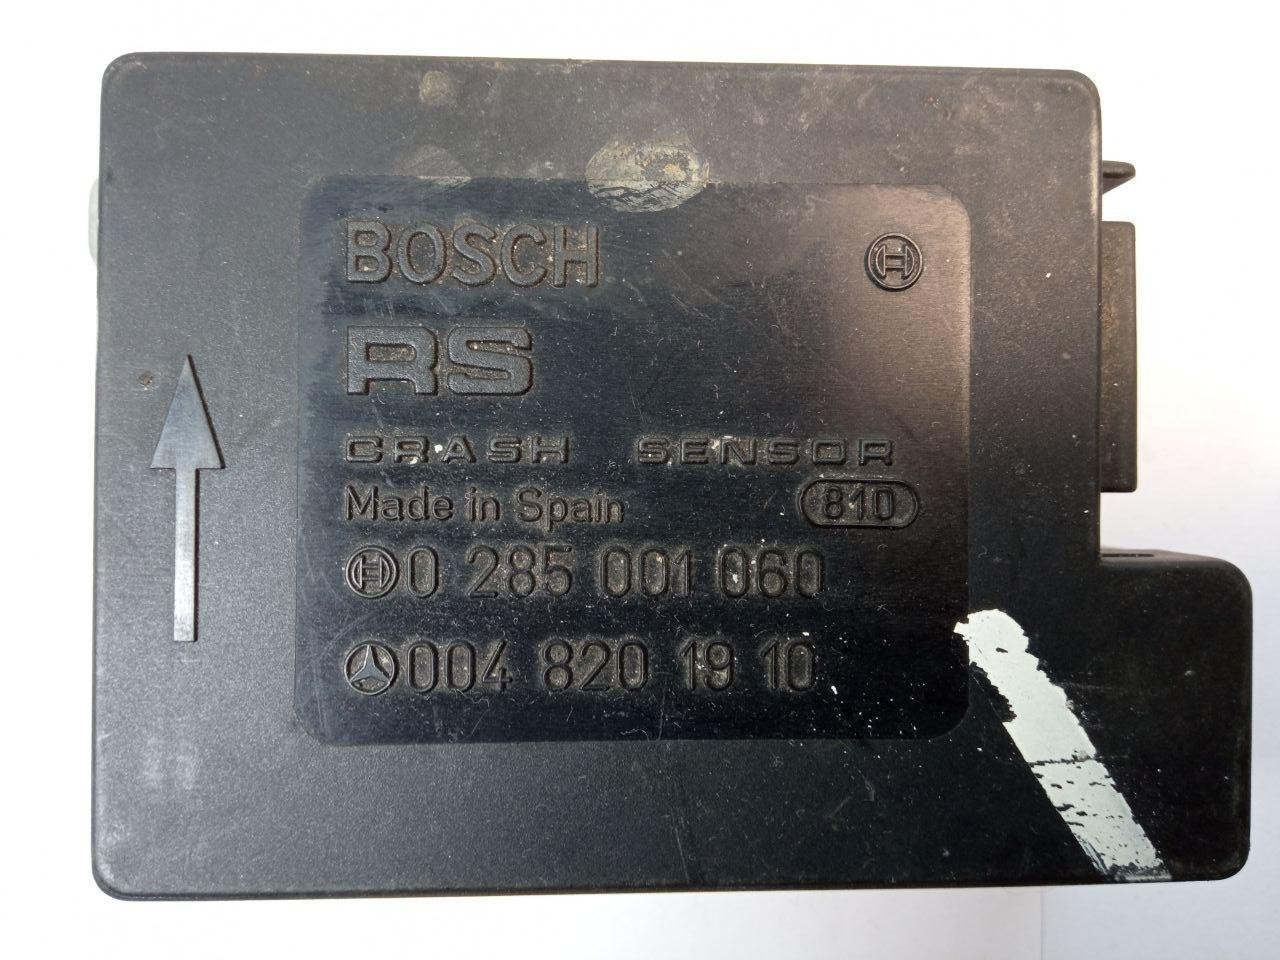 BOSCH
RS
CRASH SENSOR
Made in Spain 810
0 285 001 060
004 820 19 10